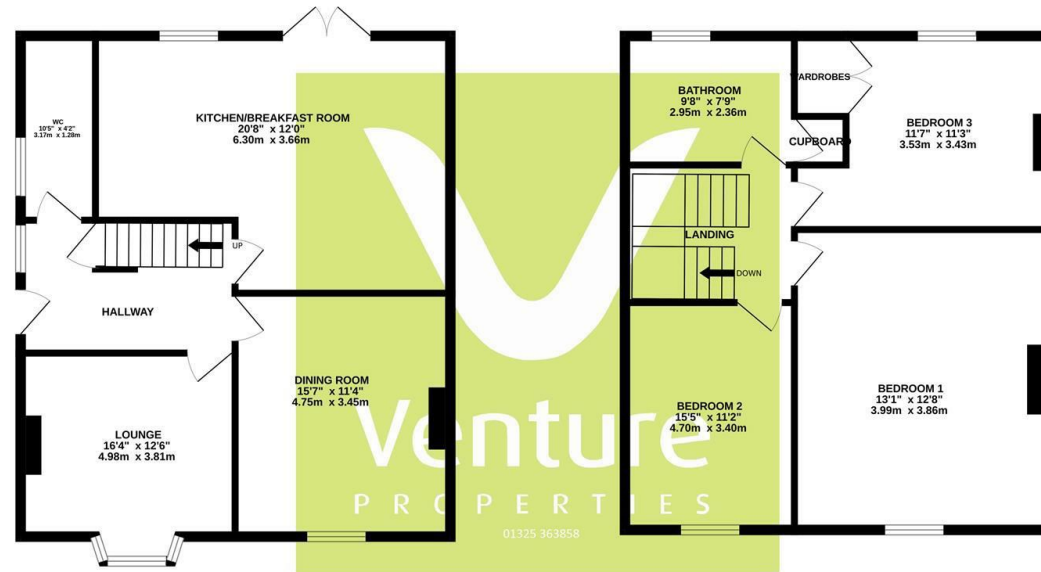 WC
10'5" x 4'2"
3.17m x 1.28m
KITCHEN/BREAKFAST ROOM
20'8" x 12'0"
6.30m x 3.66m
UP
HALLWAY
LOUNGE
16'4" x 12'6"
4.98m x 3.81m
DINING ROOM
15'7" x 11'4"
4.75m x 3.45m
BATHROOM
9'8" x 7'9"
2.95m x 2.36m
WARDROBES
CUPBOARD
BEDROOM 3
11'7" x 11'3"
3.53m x 3.43m
LANDING
DOWN
BEDROOM 2
15'5" x 11'2"
4.70m x 3.40m
BEDROOM 1
13'1" x 12'8"
3.99m x 3.86m
Venture
PROPERTIES
01325 363858